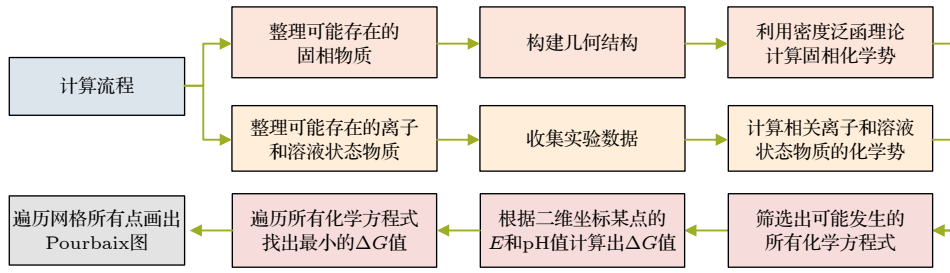 计算流程
整理可能存在的
固相物质
构建几何结构
利用密度泛函理论
计算固相化学势
整理可能存在的离子
和溶液状态物质
收集实验数据
计算相关离子和溶液
状态物质的化学势
筛选出可能发生的
所有化学方程式
根据二维坐标某点的
E和pH值计算出ΔG值
遍历所有化学方程式
找出最小的ΔG值
遍历网格所有点画出
Pourbaix图